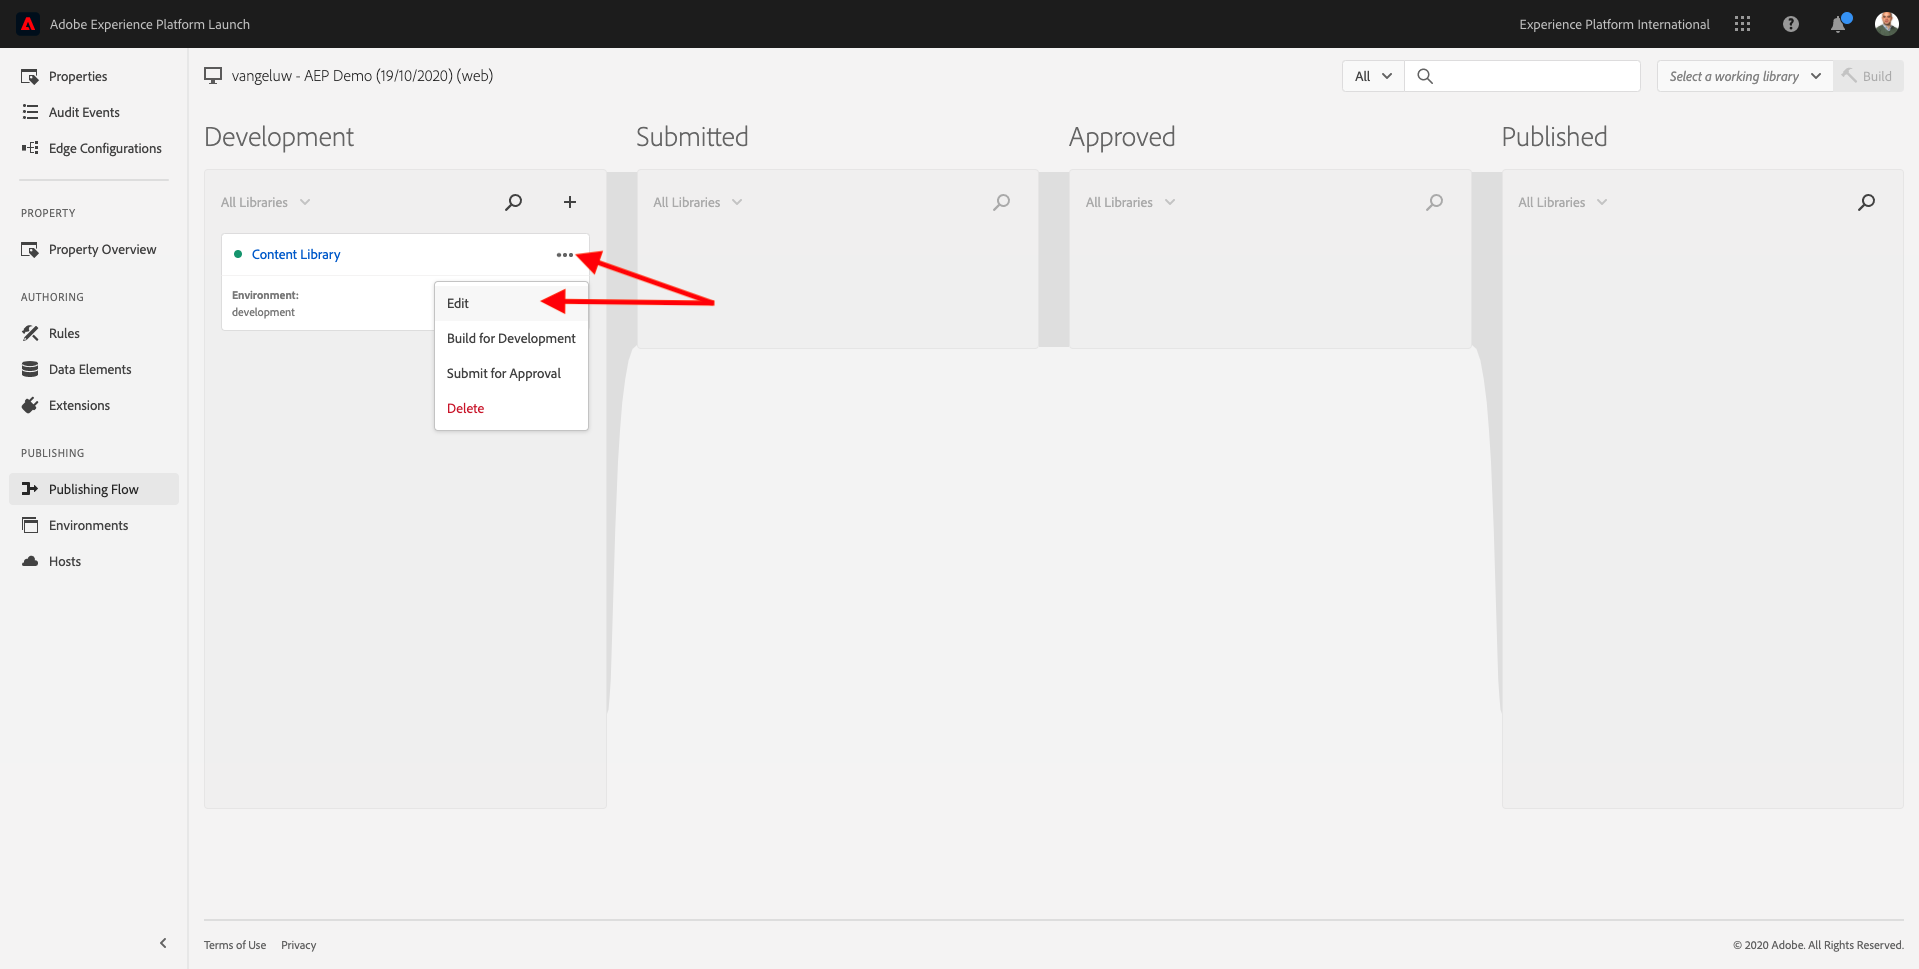 Adobe Experience Platform Launch
Experience Platform International
Properties
Audit Events
Edge Configurations
PROPERTY
Property Overview
AUTHORING
Rules
Data Elements
Extensions
PUBLISHING
Publishing Flow
Environments
Hosts
vangeluw - AEP Demo (19/10/2020) (web)
All
Select a working library
Build
Development
Submitted
Approved
Published
All Libraries
All Libraries
All Libraries
All Libraries
Content Library
Environment:
development
Edit
Build for Development
Submit for Approval
Delete
Terms of Use Privacy
© 2020 Adobe. All Rights Reserved.